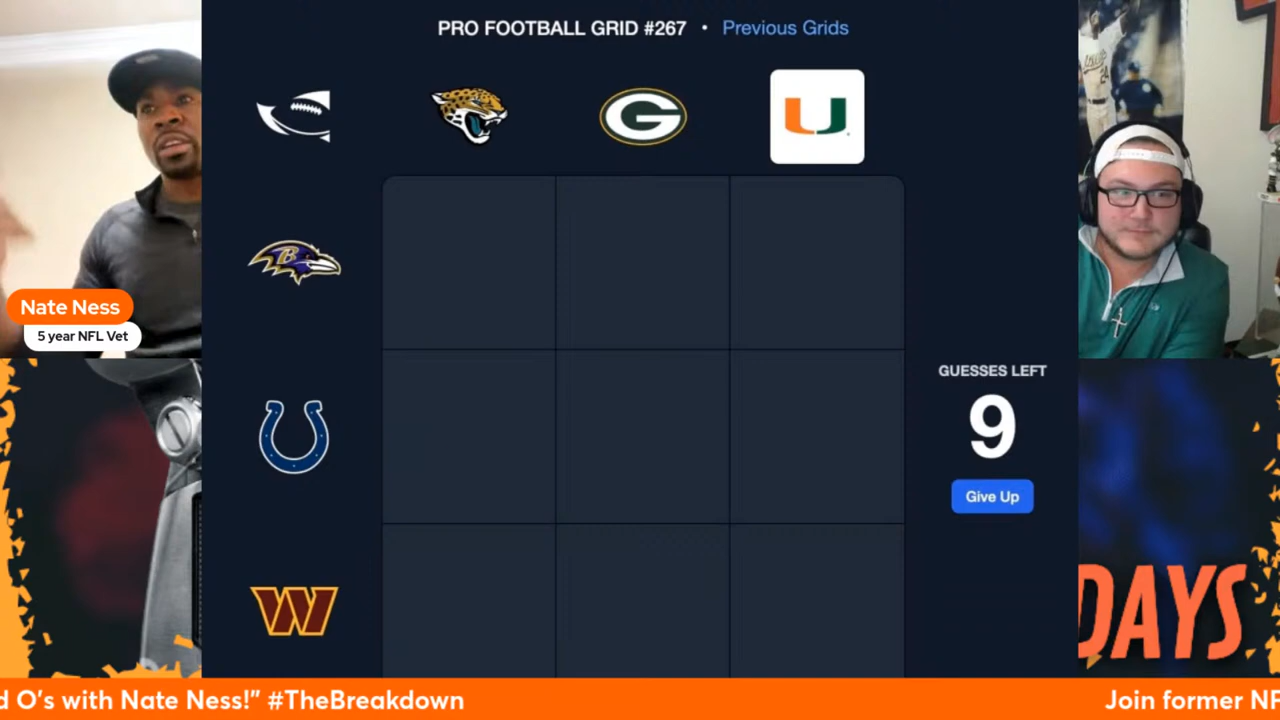 PRO FOOTBALL GRID #267 • Previous Grids
Nate Ness
5 year NFL Vet
GUESSES LEFT
9
Give Up
DAYS
d O's with Nate Ness!" #TheBreakdown
Join former NF